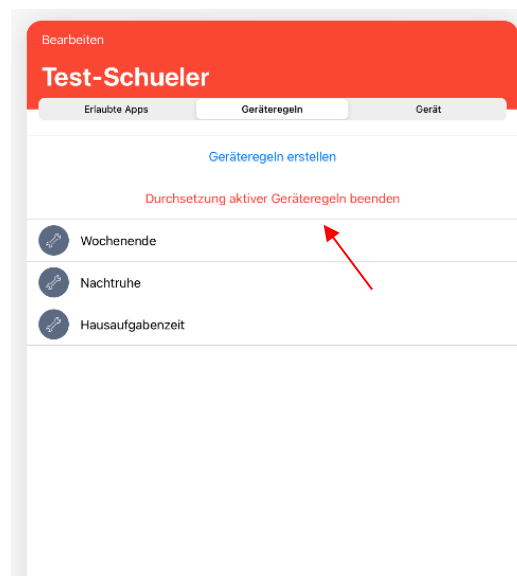 Bearbeiten
Test-Schueler
Erlaubte Apps Geräteregeln Gerät
Geräteregeln erstellen
Durchsetzung aktiver Geräteregeln beenden
Wochenende
Nachtruhe
Hausaufgabenzeit